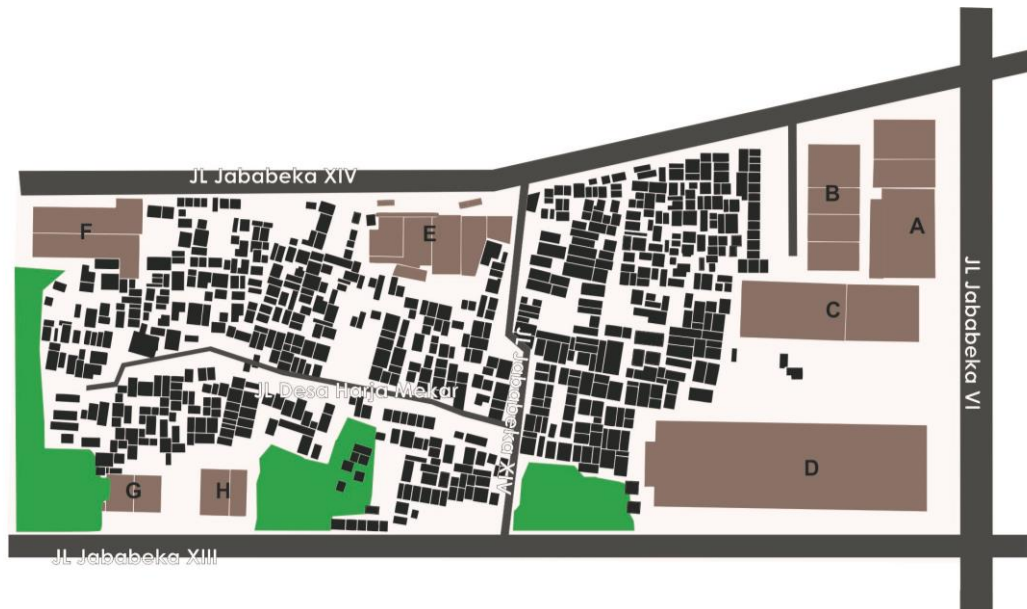 JL Jababeka XIV
B
A
F
E
C
JL Jababeka VI
JL Jababeka XIV
JL Desa Harja Mekar
D
G
H
JL Jababeka XIII